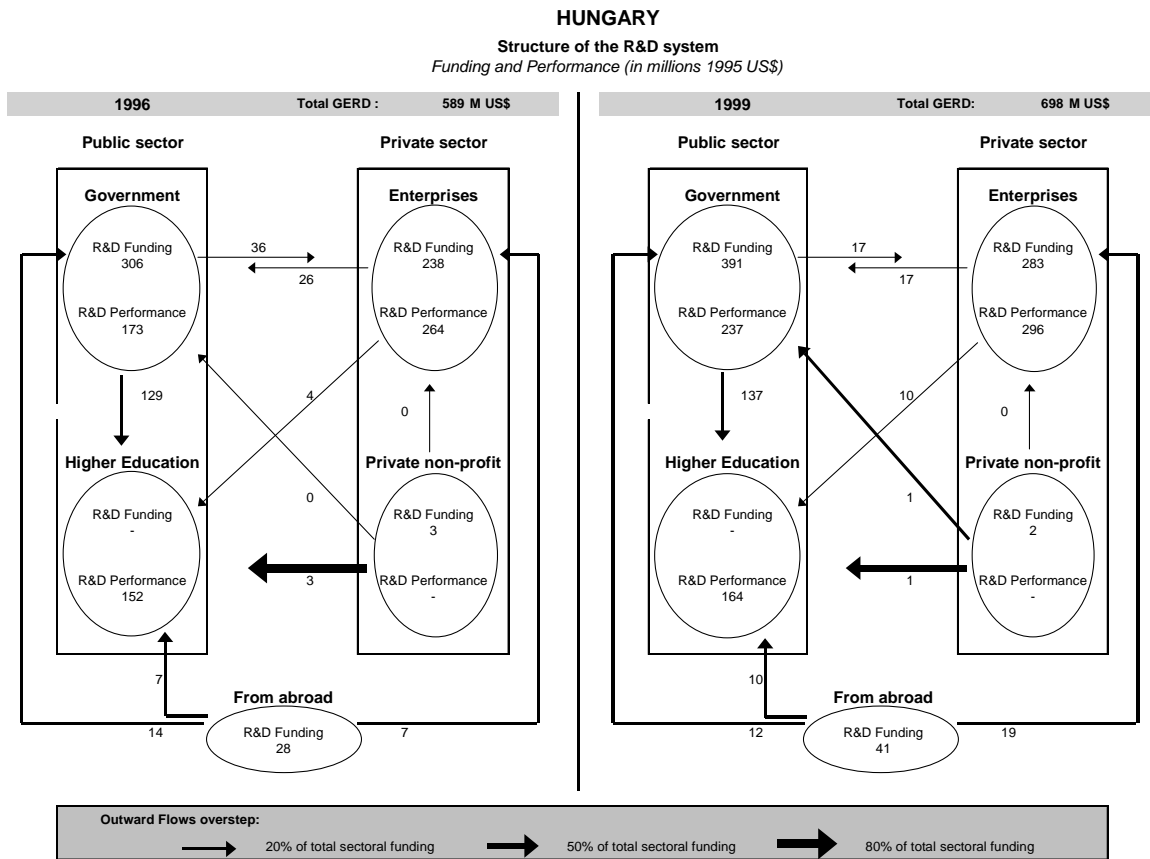 HUNGARY
Structure of the R&D system
Funding and Performance (in millions 1995 US$)
1996 Total GERD : 589 M US$
Public sector Private sector
Government Enterprises
R&D Funding
306
R&D Performance
173
36
26
R&D Funding
238
R&D Performance
264
129
4
0
Higher Education Private non-profit
R&D Funding
-
R&D Performance
152
0
3
R&D Funding
3
R&D Performance
-
7
From abroad
14
R&D Funding
28
7
1999 Total GERD: 698 M US$
Public sector Private sector
Government Enterprises
R&D Funding
391
R&D Performance
237
17
17
R&D Funding
283
R&D Performance
296
137
10
0
Higher Education Private non-profit
R&D Funding
-
R&D Performance
164
1
1
R&D Funding
2
R&D Performance
-
10
From abroad
12
R&D Funding
41
19
Outward Flows overstep:
20% of total sectoral funding 50% of total sectoral funding 80% of total sectoral funding